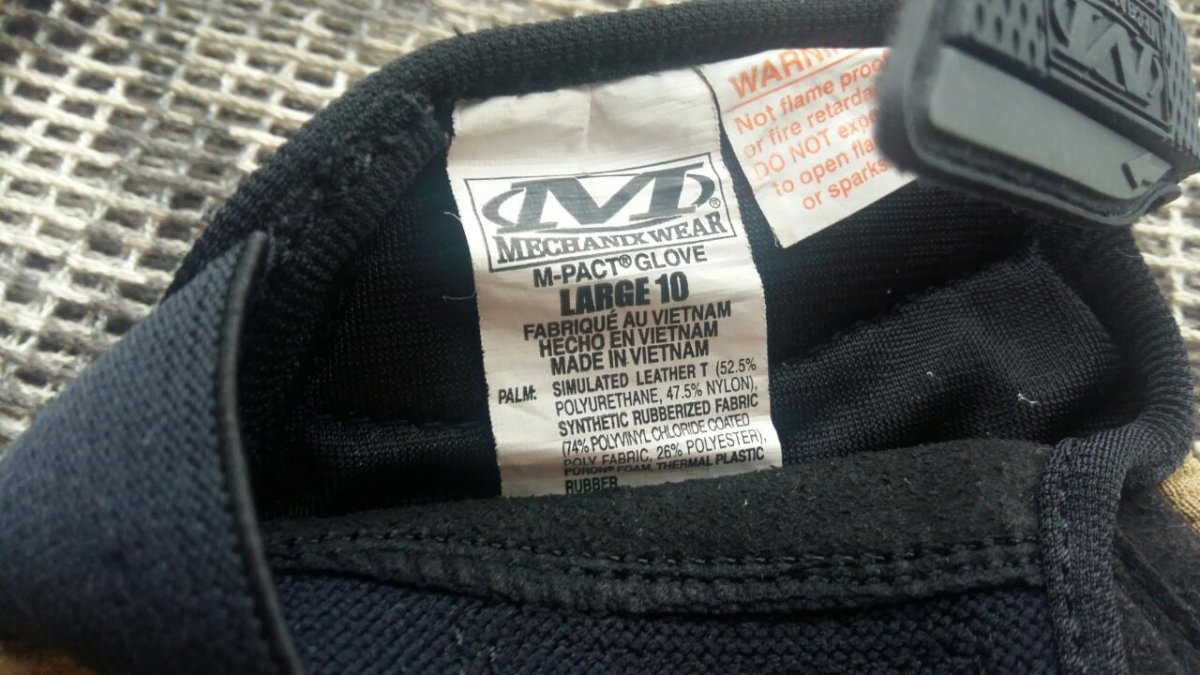 M®
MECHANIX WEAR
M-PACT® GLOVE
LARGE 10
FABRIQUÉ AU VIETNAM
HECHO EN VIETNAM
MADE IN VIETNAM
PALM: SIMULATED LEATHER T (52.5%
POLYURETHANE, 47.5% NYLON),
SYNTHETIC RUBBERIZED FABRIC
(74% POLYVINYL CHLORIDE COATED
POLY FABRIC, 26% POLYESTER),
PORON® FOAM, THERMAL PLASTIC
RUBBER
Not flame
or fire
DO NOT
to open
or sparks